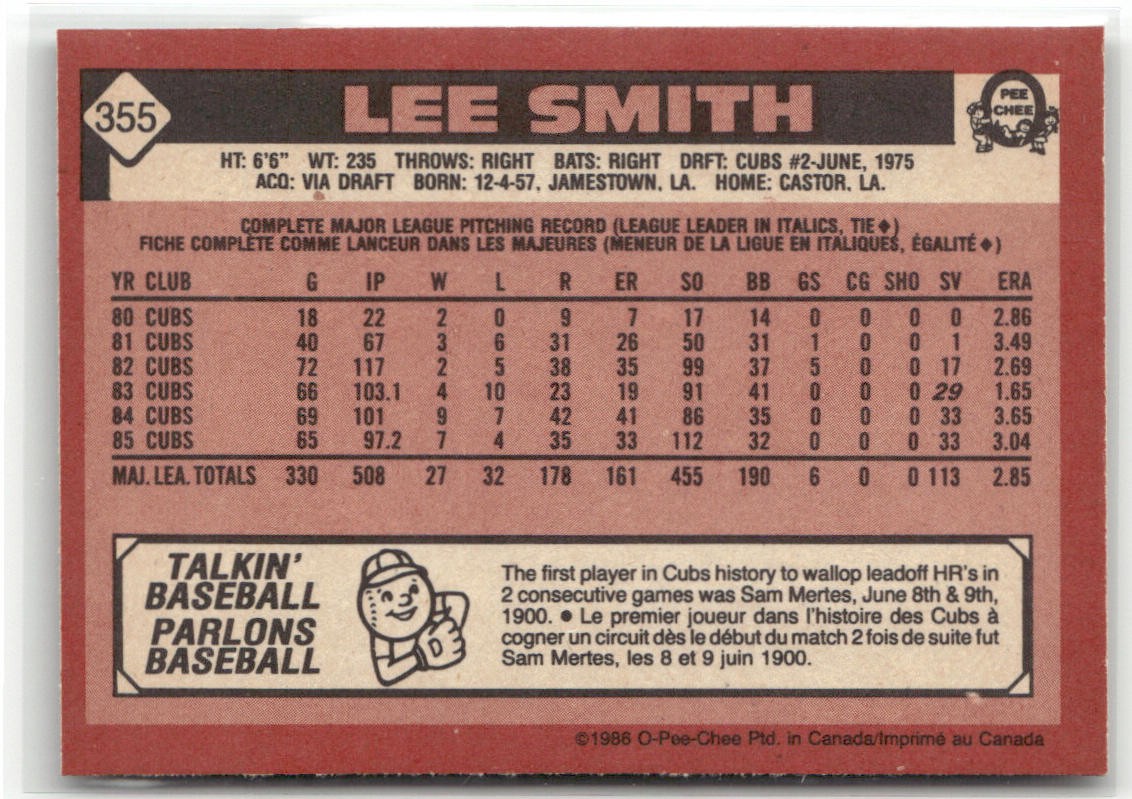 355
LEE SMITH
PEE
CHEE
HT: 6'6" WT: 235 THROWS: RIGHT BATS: RIGHT DRFT: CUBS #2-JUNE, 1975
ACQ: VIA DRAFT BORN: 12-4-57, JAMESTOWN, LA. HOME: CASTOR, LA.
COMPLETE MAJOR LEAGUE PITCHING RECORD (LEAGUE LEADER IN ITALICS, TIE◆)
FICHE COMPLÈTE COMME LANCEUR DANS LES MAJEURES (MENEUR DE LA LIGUE EN ITALIQUES, ÉGALITÉ◆)
YR CLUB G IP W L R ER SO BB GS CG SHO SV ERA
80 CUBS 18 22 2 0 9 7 17 14 0 0 0 0 2.86
81 CUBS 40 67 3 6 31 26 50 31 1 0 0 1 3.49
82 CUBS 72 117 2 5 38 35 99 37 5 0 0 17 2.69
83 CUBS 66 103.1 4 10 23 19 91 41 0 0 0 29 1.65
84 CUBS 69 101 9 7 42 41 86 35 0 0 0 33 3.65
85 CUBS 65 97.2 7 4 35 33 112 32 0 0 0 33 3.04
MAJ. LEA. TOTALS 330 508 27 32 178 161 455 190 6 0 0 113 2.85
TALKIN'
BASEBALL
PARLONS
BASEBALL
D
The first player in Cubs history to wallop leadoff HR's in
2 consecutive games was Sam Mertes, June 8th & 9th,
1900. ● Le premier joueur dans l'histoire des Cubs à
cogner un circuit dès le début du match 2 fois de suite fut
Sam Mertes, les 8 et 9 juin 1900.
©1986 O-Pee-Chee Ptd. in Canada/Imprimé au Canada